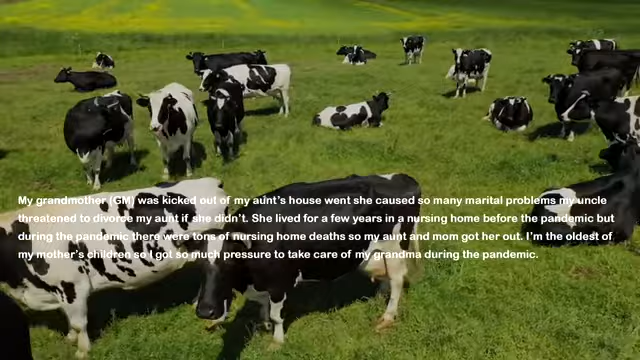 My grandmother (GM) was kicked out of my aunt's house went she caused so many marital problems my uncle
threatened to divorce my aunt if she didn't. She lived for a few years in a nursing home before the pandemic but
during the pandemic there were tons of nursing home deaths so my aunt and mom got her out. I'm the oldest of
my mother's children so I got so much pressure to take care of my grandma during the pandemic.